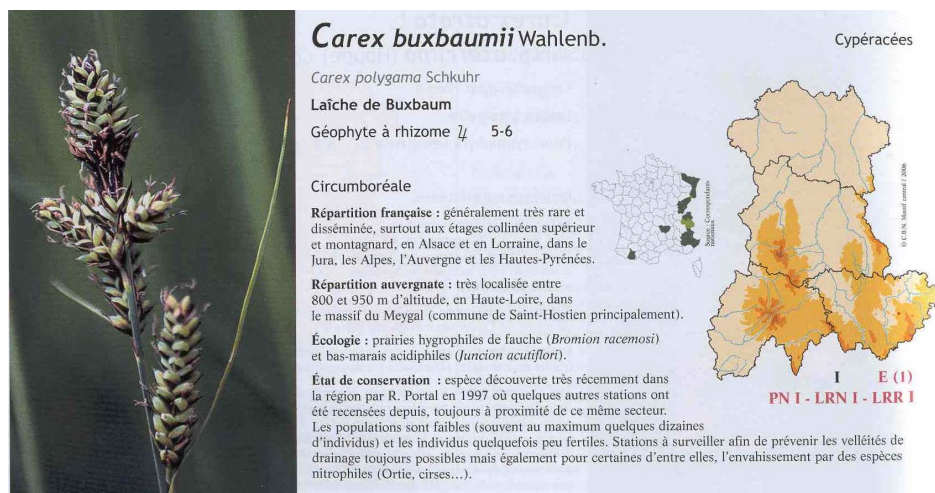 Carex buxbaumii Wahlenb.
Cypéracées
Carex polygama Schkuhr
Laîche de Buxbaum
Géophyte à rhizome ♃ 5-6
Circumboréale
Répartition française : généralement très rare et
disséminée, surtout aux étages collinéen supérieur
et montagnard, en Alsace et en Lorraine, dans le
Jura, les Alpes, l'Auvergne et les Hautes-Pyrénées.
Source : Correspondants
nationaux
© C.B.N. Massif central / 2006
Répartition auvergnate : très localisée entre
800 et 950 m d'altitude, en Haute-Loire, dans
le massif du Meygal (commune de Saint-Hostien principalement).
Écologie : prairies hygrophiles de fauche (Bromion racemosi)
et bas-marais acidiphiles (Juncion acutiflori).
I E (1)
PN I - LRN I - LRR I
État de conservation : espèce découverte très récemment dans
la région par R. Portal en 1997 où quelques autres stations ont
été recensées depuis, toujours à proximité de ce même secteur.
Les populations sont faibles (souvent au maximum quelques dizaines
d'individus) et les individus quelquefois peu fertiles. Stations à surveiller afin de prévenir les velléités de
drainage toujours possibles mais également pour certaines d'entre elles, l'envahissement par des espèces
nitrophiles (Ortie, cirses…).